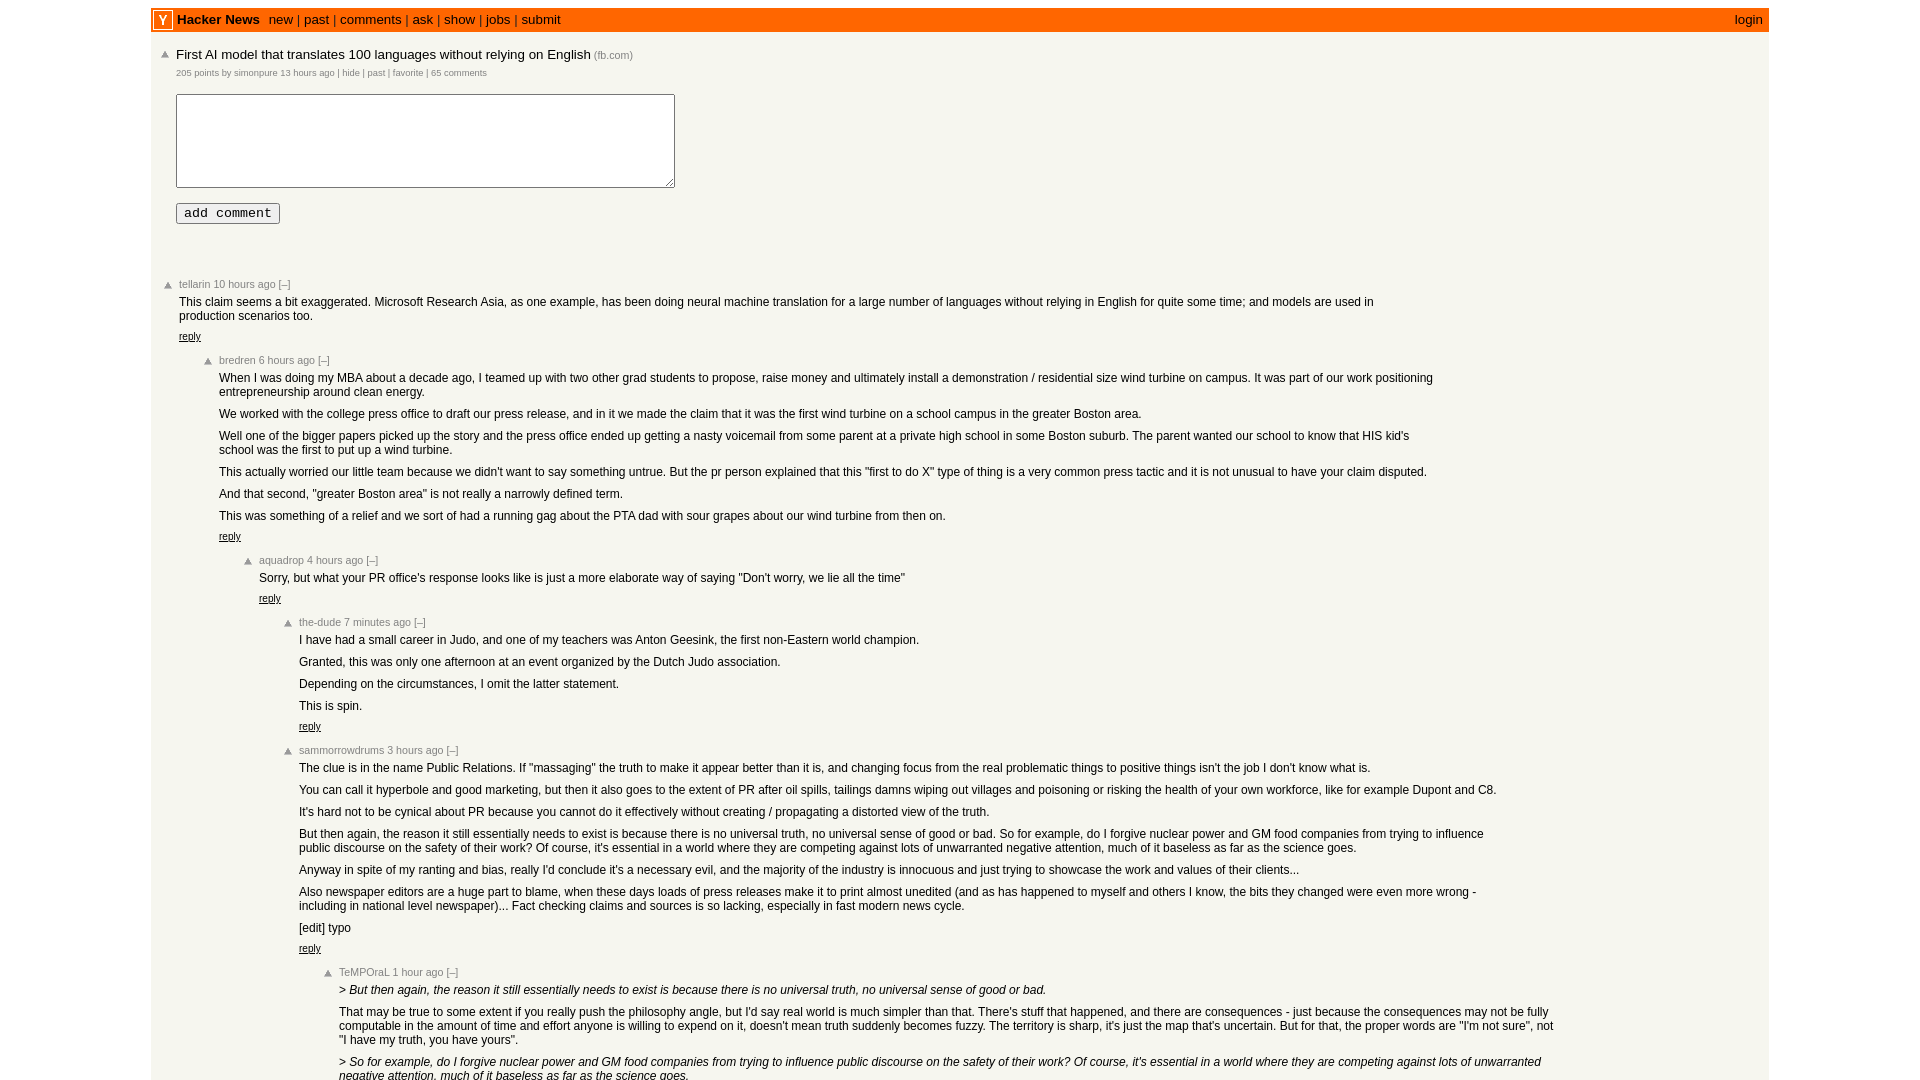 Y Hacker News new | past | comments | ask | show | jobs | submit login
First AI model that translates 100 languages without relying on English (fb.com)
205 points by simonpure 13 hours ago | hide | past | favorite | 65 comments
add comment
tellarin 10 hours ago [–]
This claim seems a bit exaggerated. Microsoft Research Asia, as one example, has been doing neural machine translation for a large number of languages without relying in English for quite some time; and models are used in
production scenarios too.
reply
bredren 6 hours ago [–]
When I was doing my MBA about a decade ago, I teamed up with two other grad students to propose, raise money and ultimately install a demonstration / residential size wind turbine on campus. It was part of our work positioning
entrepreneurship around clean energy.
We worked with the college press office to draft our press release, and in it we made the claim that it was the first wind turbine on a school campus in the greater Boston area.
Well one of the bigger papers picked up the story and the press office ended up getting a nasty voicemail from some parent at a private high school in some Boston suburb. The parent wanted our school to know that HIS kid's
school was the first to put up a wind turbine.
This actually worried our little team because we didn't want to say something untrue. But the pr person explained that this "first to do X" type of thing is a very common press tactic and it is not unusual to have your claim disputed.
And that second, "greater Boston area" is not really a narrowly defined term.
This was something of a relief and we sort of had a running gag about the PTA dad with sour grapes about our wind turbine from then on.
reply
aquadrop 4 hours ago [–]
Sorry, but what your PR office's response looks like is just a more elaborate way of saying "Don't worry, we lie all the time"
reply
the-dude 7 minutes ago [–]
I have had a small career in Judo, and one of my teachers was Anton Geesink, the first non-Eastern world champion.
Granted, this was only one afternoon at an event organized by the Dutch Judo association.
Depending on the circumstances, I omit the latter statement.
This is spin.
reply
sammorrowdrums 3 hours ago [–]
The clue is in the name Public Relations. If "massaging" the truth to make it appear better than it is, and changing focus from the real problematic things to positive things isn't the job I don't know what is.
You can call it hyperbole and good marketing, but then it also goes to the extent of PR after oil spills, tailings damns wiping out villages and poisoning or risking the health of your own workforce, like for example Dupont and C8.
It's hard not to be cynical about PR because you cannot do it effectively without creating / propagating a distorted view of the truth.
But then again, the reason it still essentially needs to exist is because there is no universal truth, no universal sense of good or bad. So for example, do I forgive nuclear power and GM food companies from trying to influence
public discourse on the safety of their work? Of course, it's essential in a world where they are competing against lots of unwarranted negative attention, much of it baseless as far as the science goes.
Anyway in spite of my ranting and bias, really I'd conclude it's a necessary evil, and the majority of the industry is innocuous and just trying to showcase the work and values of their clients...
Also newspaper editors are a huge part to blame, when these days loads of press releases make it to print almost unedited (and as has happened to myself and others I know, the bits they changed were even more wrong -
including in national level newspaper)... Fact checking claims and sources is so lacking, especially in fast modern news cycle.
[edit] typo
reply
TeMPOraL 1 hour ago [–]
> But then again, the reason it still essentially needs to exist is because there is no universal truth, no universal sense of good or bad.
That may be true to some extent if you really push the philosophy angle, but I'd say real world is much simpler than that. There's stuff that happened, and there are consequences - just because the consequences may not be fully
computable in the amount of time and effort anyone is willing to expend on it, doesn't mean truth suddenly becomes fuzzy. The territory is sharp, it's just the map that's uncertain. But for that, the proper words are "I'm not sure", not
"I have my truth, you have yours".
> So for example, do I forgive nuclear power and GM food companies from trying to influence public discourse on the safety of their work? Of course, it's essential in a world where they are competing against lots of unwarranted
negative attention, much of it baseless as far as the science goes.